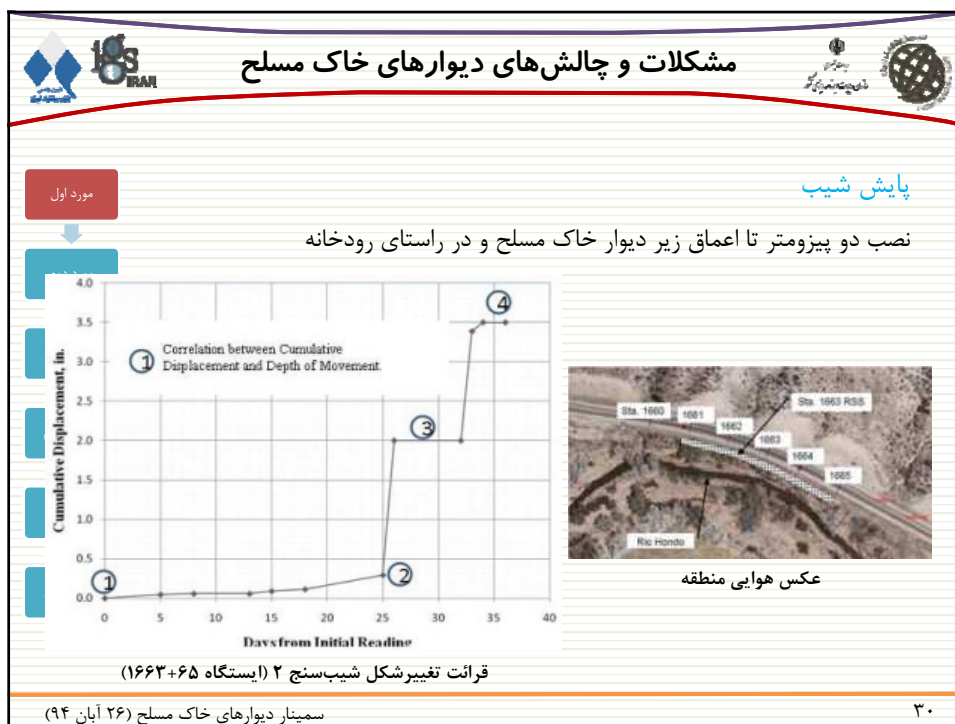 مشکلات و چالش‌های دیوارهای خاک مسلح
IGS
IRAN
پایش شیب
نصب دو پیزومتر تا اعماق زیر دیوار خاک مسلح و در راستای رودخانه
مورد اول
Cumulative Displacement, in.
4.0
3.5
3.0
2.5
2.0
1.5
1.0
0.5
0.0
0 5 10 15 20 25 30 35 40
Days from Initial Reading
1 Correlation between Cumulative
Displacement and Depth of Movement.
1
2
3
4
قرائت تغییرشکل شیب‌سنج ۲ (ایستگاه ۶۵+۱۶۶۳)
Sta. 1660 1661 1662 1663 1664 1665
Sta. 1663 RSS
Rio Hondo
عکس هوایی منطقه
سمینار دیوارهای خاک مسلح (۲۶ آبان ۹۴)
۳۰